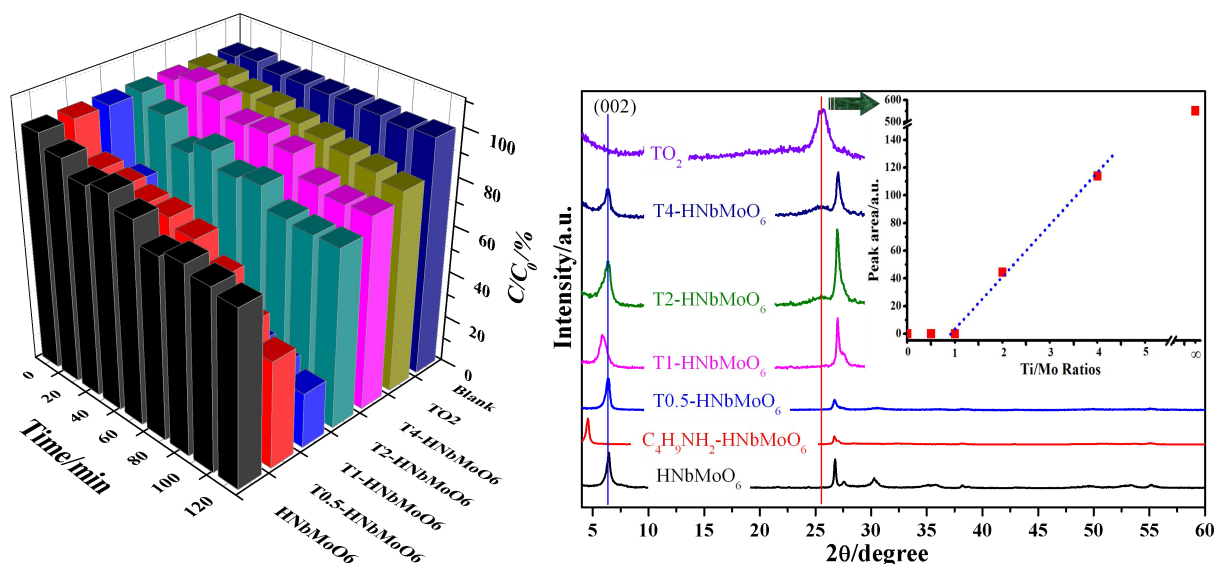 100
80
60
40
20
0
C/C₀/%
0
20
40
60
80
100
120
Time/min
Blank
TO2
T4-HNbMoO6
T2-HNbMoO6
T1-HNbMoO6
T0.5-HNbMoO6
HNbMoO6
(002)
TO₂
T4-HNbMoO₆
T2-HNbMoO₆
T1-HNbMoO₆
T0.5-HNbMoO₆
C₄H₉NH₂-HNbMoO₆
HNbMoO₆
Intensity/a.u.
5 10 15 20 25 30 35 40 45 50 55 60
2θ/degree
600
500
120
100
80
60
40
20
0
Peak area/a.u.
0 1 2 3 4 5 ∞
Ti/Mo Ratios